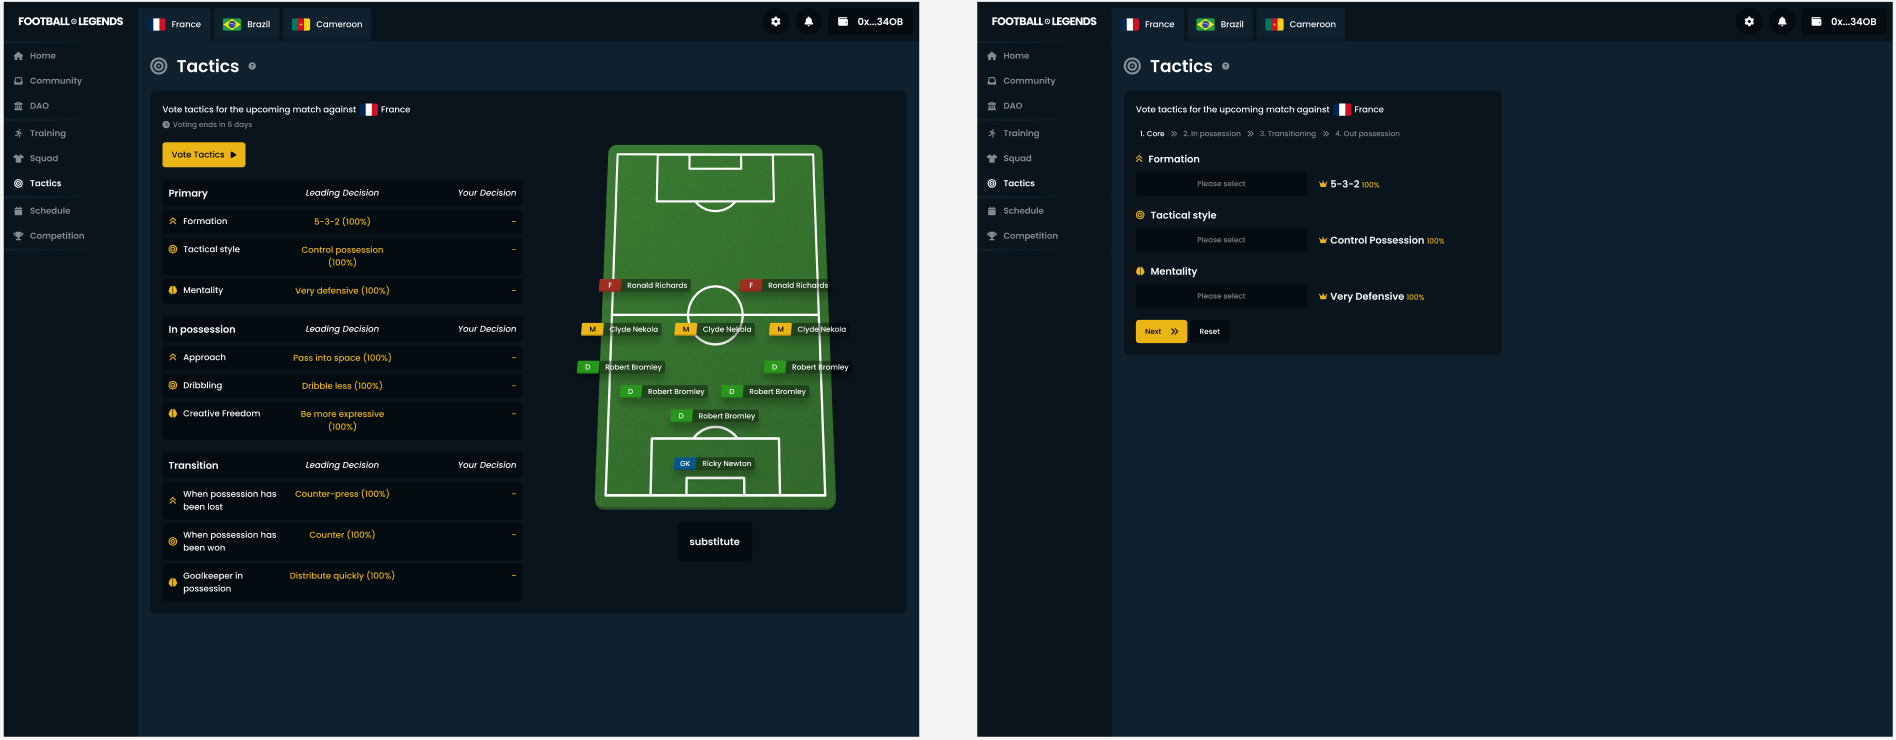 FOOTBALL LEGENDS
France
Brazil
Cameroon
0x...34OB
Home
Community
DAO
Training
Squad
Tactics
Schedule
Competition
Tactics
Vote tactics for the upcoming match against France
Voting ends in 6 days
Vote Tactics
Primary Leading Decision Your Decision
Formation 5-3-2 (100%) -
Tactical style Control possession
(100%) -
Mentality Very defensive (100%) -
In possession Leading Decision Your Decision
Approach Pass into space (100%) -
Dribbling Dribble less (100%) -
Creative Freedom Be more expressive
(100%) -
Transition Leading Decision Your Decision
When possession has Counter-press (100%) -
been lost
When possession has Counter (100%) -
been won
Goalkeeper in Distribute quickly (100%) -
possession
F Ronald Richards F Ronald Richards
M Clyde Nekola M Clyde Nekola M Clyde Nekola
D Robert Bromley D Robert Bromley
D Robert Bromley D Robert Bromley
D Robert Bromley
GK Ricky Newton
substitute
FOOTBALL LEGENDS
France
Brazil
Cameroon
0x...34OB
Home
Community
DAO
Training
Squad
Tactics
Schedule
Competition
Tactics
Vote tactics for the upcoming match against France
1. Core » 2. In possession » 3. Transitioning » 4. Out possession
Formation
Please select 5-3-2 100%
Tactical style
Please select Control Possession 100%
Mentality
Please select Very Defensive 100%
Next Reset